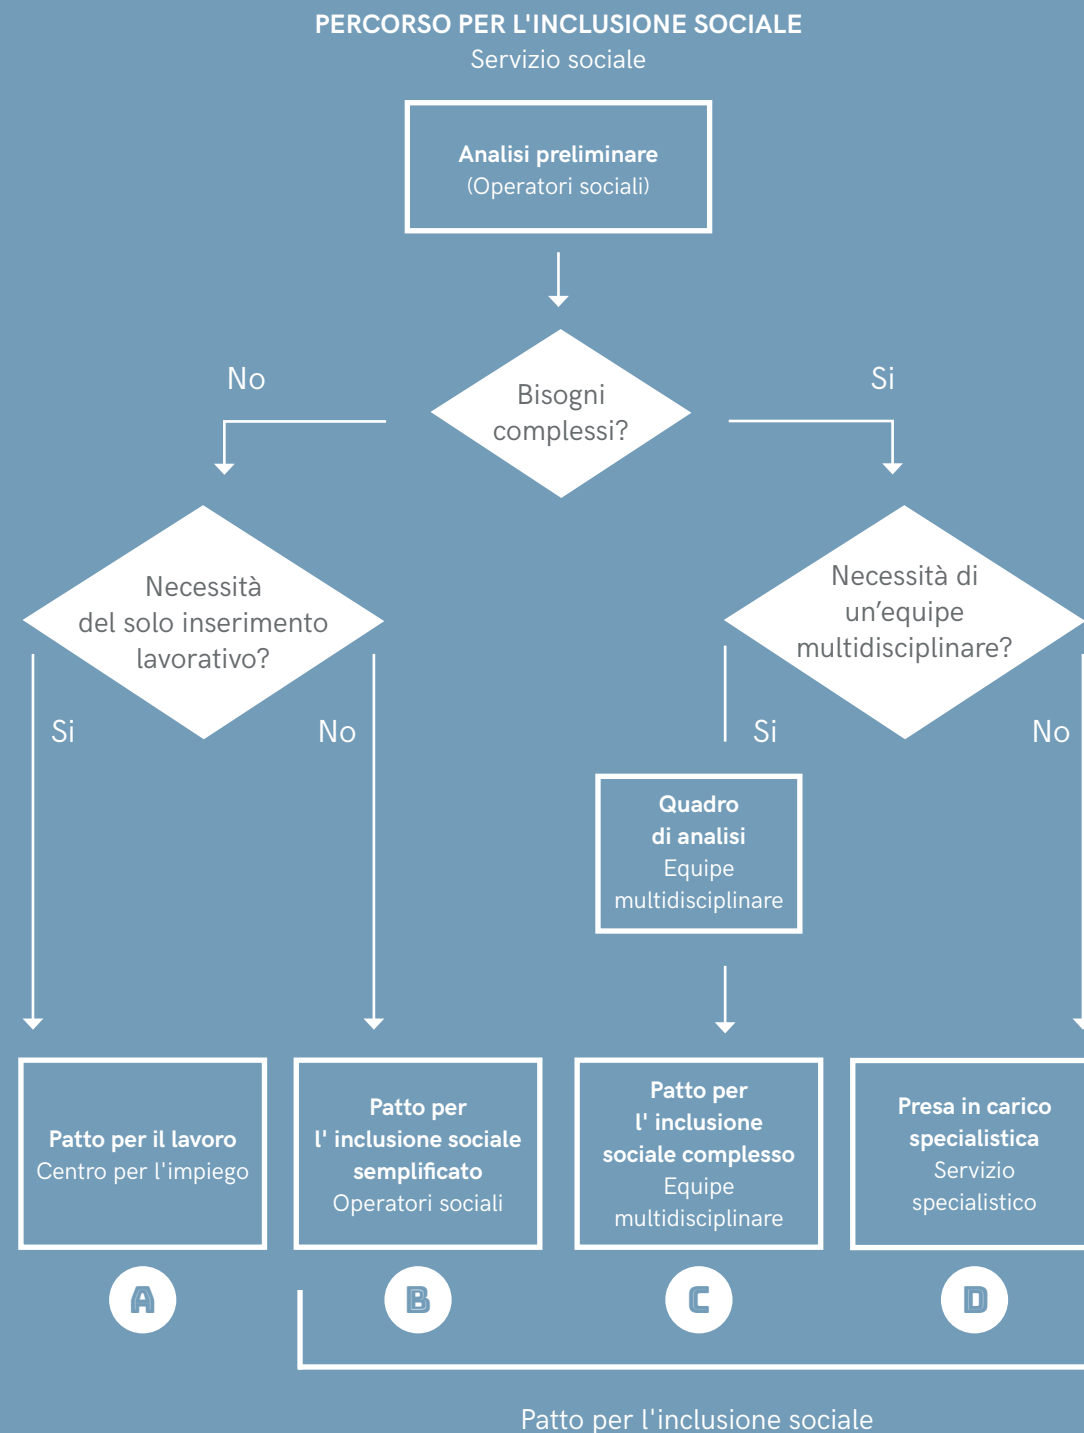 PERCORSO PER L'INCLUSIONE SOCIALE
Servizio sociale
Analisi preliminare
(Operatori sociali)
No
Bisogni
complessi?
Si
Necessità
del solo inserimento
lavorativo?
Necessità di
un’equipe
multidisciplinare?
Si
No
Si
No
Quadro
di analisi
Equipe
multidisciplinare
Patto per il lavoro
Centro per l'impiego
Patto per
l' inclusione sociale
semplificato
Operatori sociali
Patto per
l' inclusione
sociale complesso
Equipe
multidisciplinare
Presa in carico
specialistica
Servizio
specialistico
A
B
C
D
Patto per l'inclusione sociale